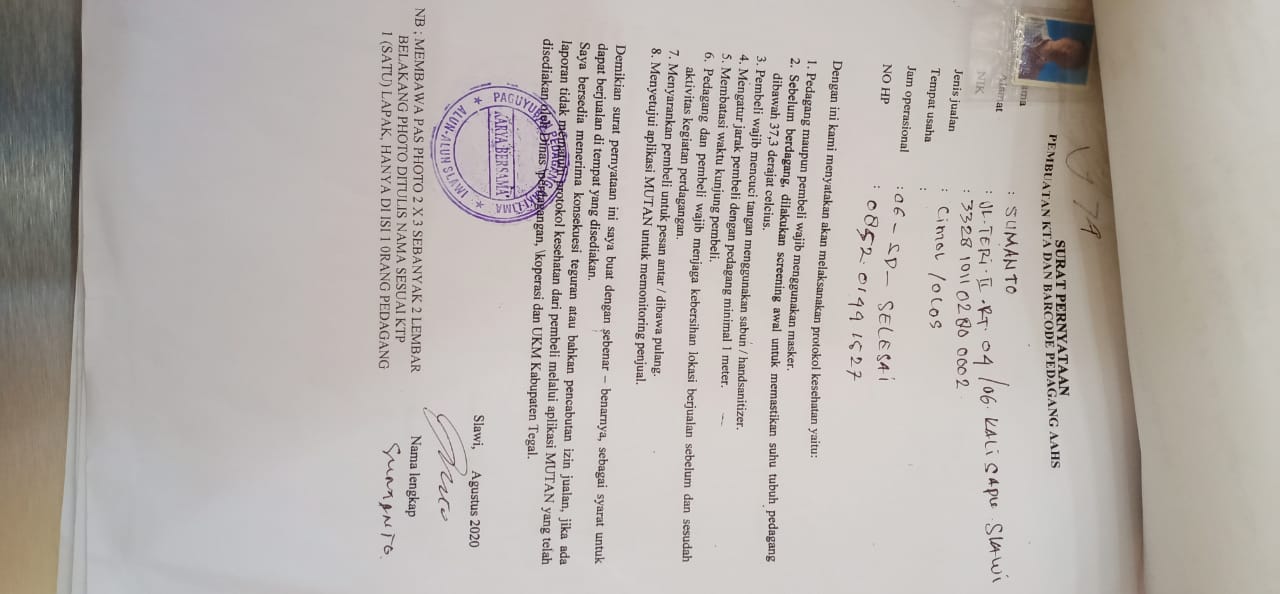 V 74
SURAT PERNYATAAN
PEMBUATAN KTA DAN BARCODE PEDAGANG AAHS
ama : SUMANTO
Alamat : JL. TERI. II. RT. 04 / 06. KALISAPU. SLAWI
NIK : 3328101102800002
Jenis jualan : Cimol / olos
Tempat usaha :
Jam operasional : 06 - SD - SELESAI
NO HP : 0852 0199 1527
Dengan ini kami menyatakan akan melaksanakan protokol kesehatan yaitu:
1. Pedagang maupun pembeli wajib menggunakan masker.
2. Sebelum berdagang, dilakukan screening awal untuk memastikan suhu tubuh pedagang
dibawah 37,3 derajat celcius.
3. Pembeli wajib mencuci tangan menggunakan sabun / handsanitizer.
4. Mengatur jarak pembeli dengan pedagang minimal 1 meter.
5. Membatasi waktu kunjung pembeli.
6. Pedagang dan pembeli wajib menjaga kebersihan lokasi berjualan sebelum dan sesudah
aktivitas kegiatan perdagangan.
7. Menyarankan pembeli untuk pesan antar / dibawa pulang.
8. Menyetujui aplikasi MUTAN untuk memonitoring penjual.
Demikian surat pernyataan ini saya buat dengan sebenar – benarnya, sebagai syarat untuk
dapat berjualan di tempat yang disediakan.
Saya bersedia menerima konsekuesi teguran atau bahkan pencabutan izin jualan, jika ada
laporan tidak mematuhi protokol kesehatan dari pembeli melalui aplikasi MUTAN yang telah
disediakan oleh Dinas perdagangan, \koperasi dan UKM Kabupaten Tegal.
PAGUYUBAN PEDAGANG KAKI-LIMA
KARYA BERSAMA
ALUN-ALUN SLAWI
Slawi, Agustus 2020
Nama lengkap
SUMANTO.
NB : MEMBAWA PAS PHOTO 2 X 3 SEBANYAK 2 LEMBAR
BELAKANG PHOTO DITULIS NAMA SESUAI KTP
1 (SATU) LAPAK, HANYA DI ISI 1 0RANG PEDAGANG